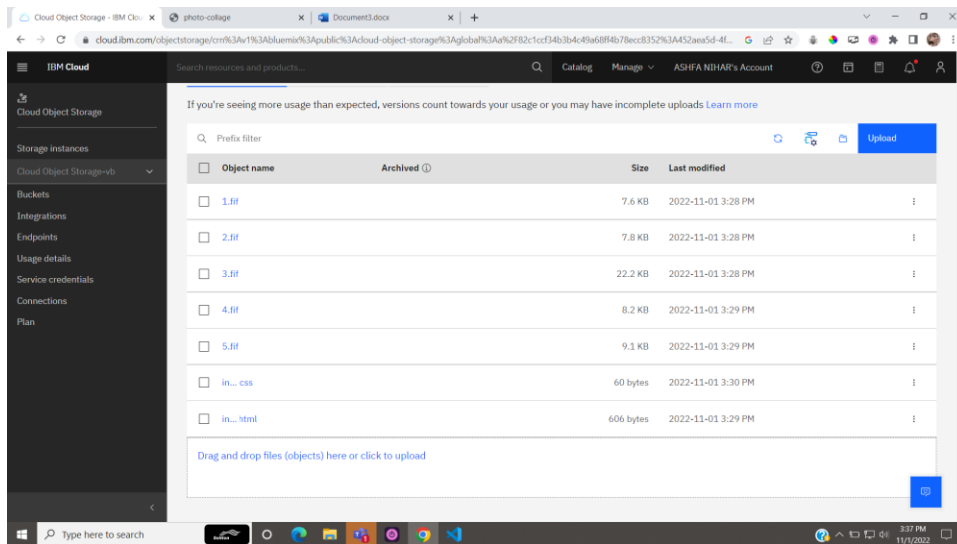 Cloud Object Storage - IBM Clou
photo-collage
Document3.docx
cloud.ibm.com/objectstorage/crn%3Av1%3Abluemix%3Apublic%3Acloud-object-storage%3Aglobal%3Aa%2F82c1ccf34b3b4c49a68ff4b78ecc8352%3A452aea5d-4f...
IBM Cloud
Search resources and products...
Catalog
Manage
ASHFA NIHAR's Account
Cloud Object Storage
Storage instances
Cloud Object Storage-vb
Buckets
Integrations
Endpoints
Usage details
Service credentials
Connections
Plan
If you're seeing more usage than expected, versions count towards your usage or you may have incomplete uploads Learn more
Prefix filter
Upload
Object name Archived Size Last modified
1.fif 7.6 KB 2022-11-01 3:28 PM
2.fif 7.8 KB 2022-11-01 3:28 PM
3.fif 22.2 KB 2022-11-01 3:28 PM
4.fif 8.2 KB 2022-11-01 3:29 PM
5.fif 9.1 KB 2022-11-01 3:29 PM
in... css 60 bytes 2022-11-01 3:30 PM
in... html 606 bytes 2022-11-01 3:29 PM
Drag and drop files (objects) here or click to upload
Type here to search
3:37 PM
11/1/2022